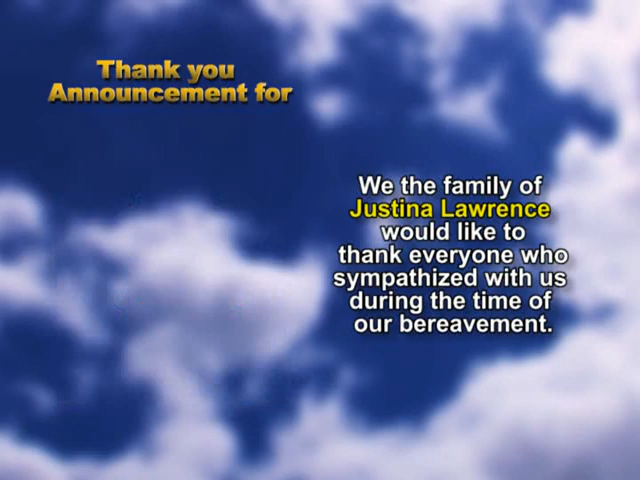 Thank you
Announcement for
We the family of
Justina Lawrence
would like to
thank everyone who
sympathized with us
during the time of
our bereavement.